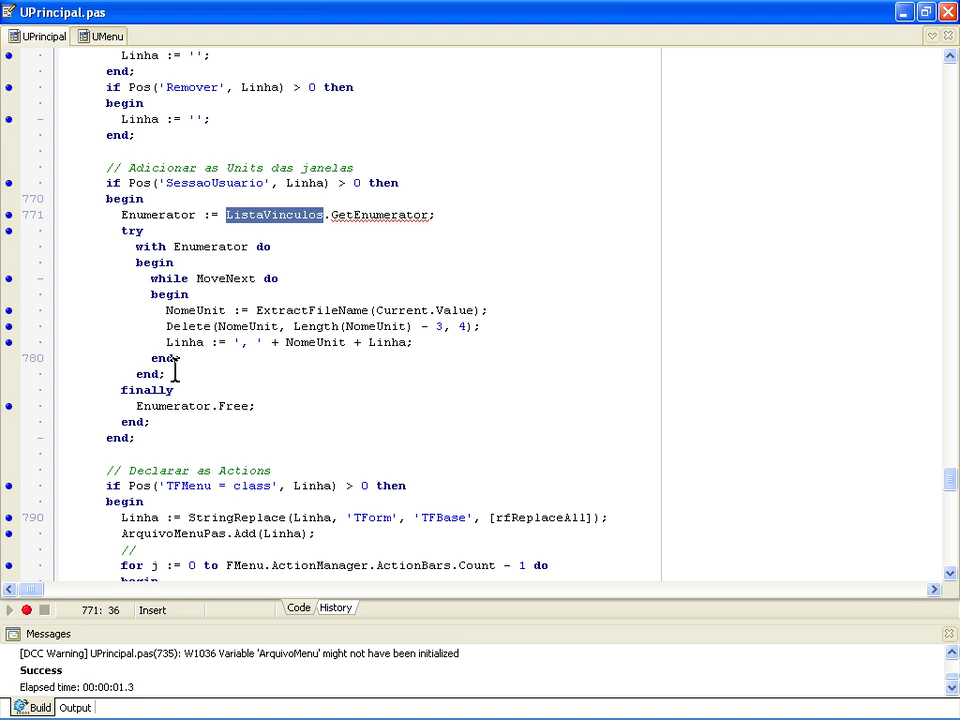 UPrincipal.pas
UPrincipal UMenu
Linha := '';
end;
if Pos('Remover', Linha) > 0 then
begin
Linha := '';
end;
// Adicionar as Units das janelas
if Pos('SessaoUsuario', Linha) > 0 then
770 begin
771 Enumerator := ListaVinculos.GetEnumerator;
try
with Enumerator do
begin
while MoveNext do
begin
NomeUnit := ExtractFileName(Current.Value);
Delete(NomeUnit, Length(NomeUnit) - 3, 4);
Linha := ', ' + NomeUnit + Linha;
780 end;
end;
finally
Enumerator.Free;
end;
end;
// Declarar as Actions
if Pos('TFMenu = class', Linha) > 0 then
begin
790 Linha := StringReplace(Linha, 'TForm', 'TFBase', [rfReplaceAll]);
ArquivoMenuPas.Add(Linha);
//
for j := 0 to FMenu.ActionManager.ActionBars.Count - 1 do
begin
771: 36 Insert Code History
Messages
[DCC Warning] UPrincipal.pas(735): W1036 Variable 'ArquivoMenu' might not have been initialized
Success
Elapsed time: 00:00:01.3
Build Output